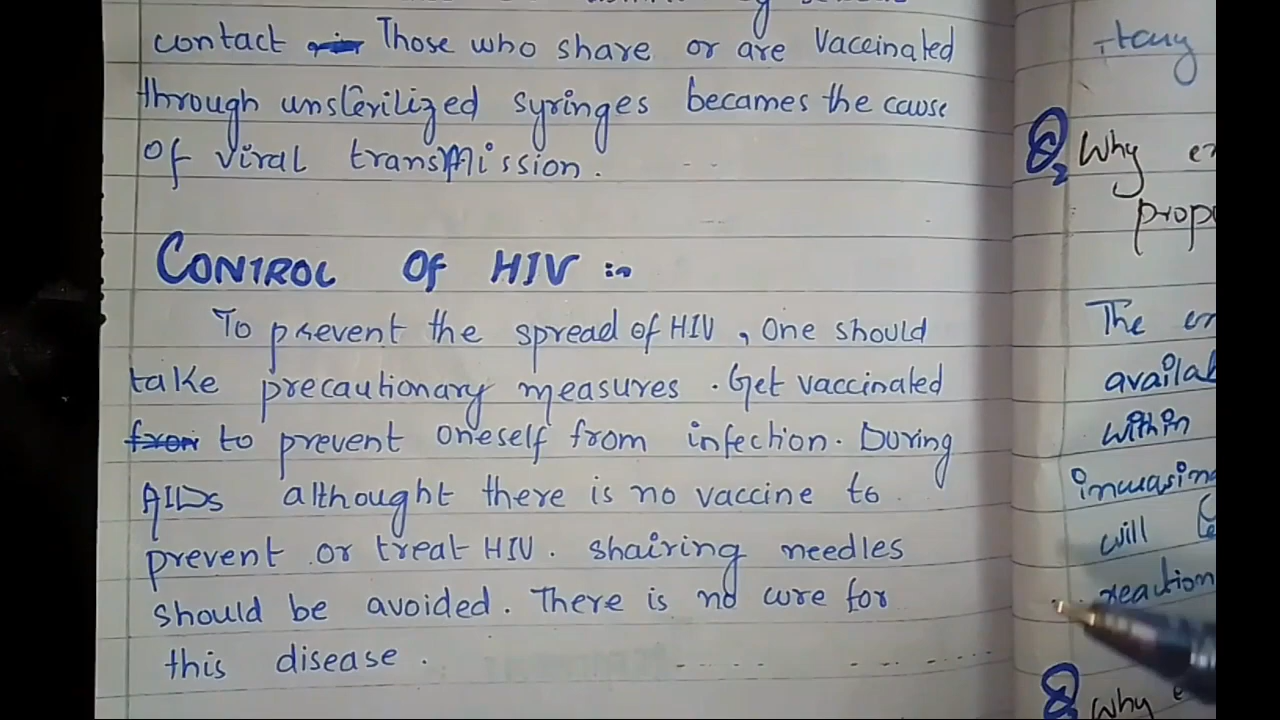 contact Those who share or are Vaccinated
through unsterilized syringes becames the cause
of viral transmission.
CONTROL Of HIV :-
To prevent the spread of HIV, One should
take precautionary measures. Get vaccinated
from to prevent oneself from infection. During
AIDs althought there is no vaccine to
prevent or treat HIV. shairing needles
should be avoided. There is no cure for
this disease.
Q2 Why
The
availab
within
increasing
will
reaction
Why